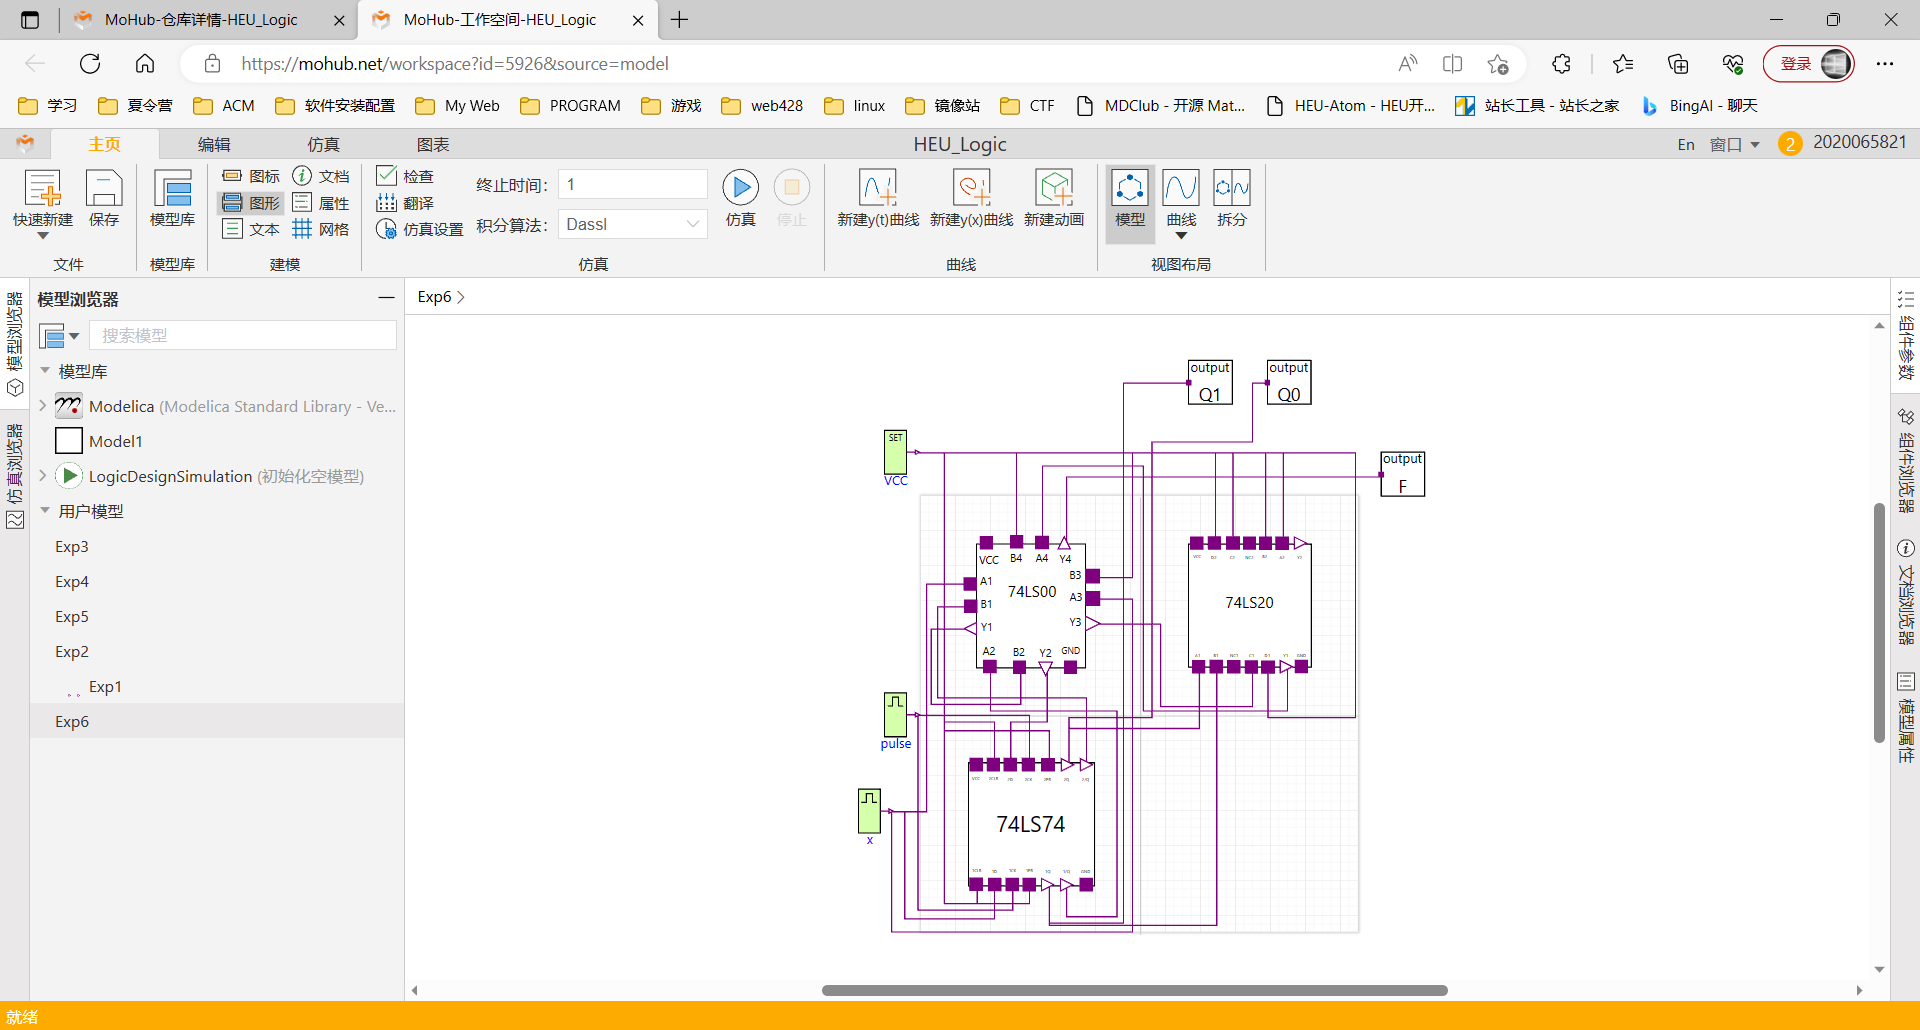 MoHub-仓库详情-HEU_Logic
MoHub-工作空间-HEU_Logic
https://mohub.net/workspace?id=5926&source=model
登录
学习
夏令营
ACM
软件安装配置
My Web
PROGRAM
游戏
web428
linux
镜像站
CTF
MDClub - 开源 Mat...
HEU-Atom - HEU开...
站长工具 - 站长之家
BingAI - 聊天
主页
编辑
仿真
图表
HEU_Logic
En
窗口
2
2020065821
快速新建
保存
文件
模型库
模型库
图标
文档
图形
属性
文本
网格
建模
检查
翻译
仿真设置
终止时间:
1
积分算法:
Dassl
仿真
停止
仿真
新建y(t)曲线
新建y(x)曲线
新建动画
曲线
模型
曲线
拆分
视图布局
模型浏览器
仿真浏览器
模型浏览器
搜索模型
模型库
Modelica (Modelica Standard Library - Ve...
Model1
LogicDesignSimulation (初始化空模型)
用户模型
Exp3
Exp4
Exp5
Exp2
Exp1
Exp6
Exp6
output
Q1
output
Q0
SET
VCC
output
F
VCC
B4
A4
Y4
A1
B1
Y1
74LS00
B3
A3
Y3
A2
B2
Y2
GND
74LS20
pulse
74LS74
x
组件参数
组件浏览器
文档浏览器
模型属性
就绪